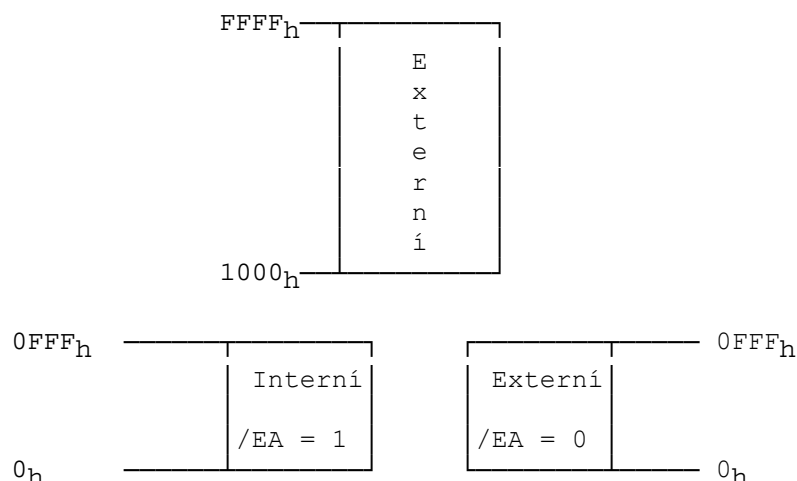 FFFFh
E
x
t
e
r
n
í
1000h
0FFFh 0FFFh
Interní Externí
/EA = 1 /EA = 0
0h 0h